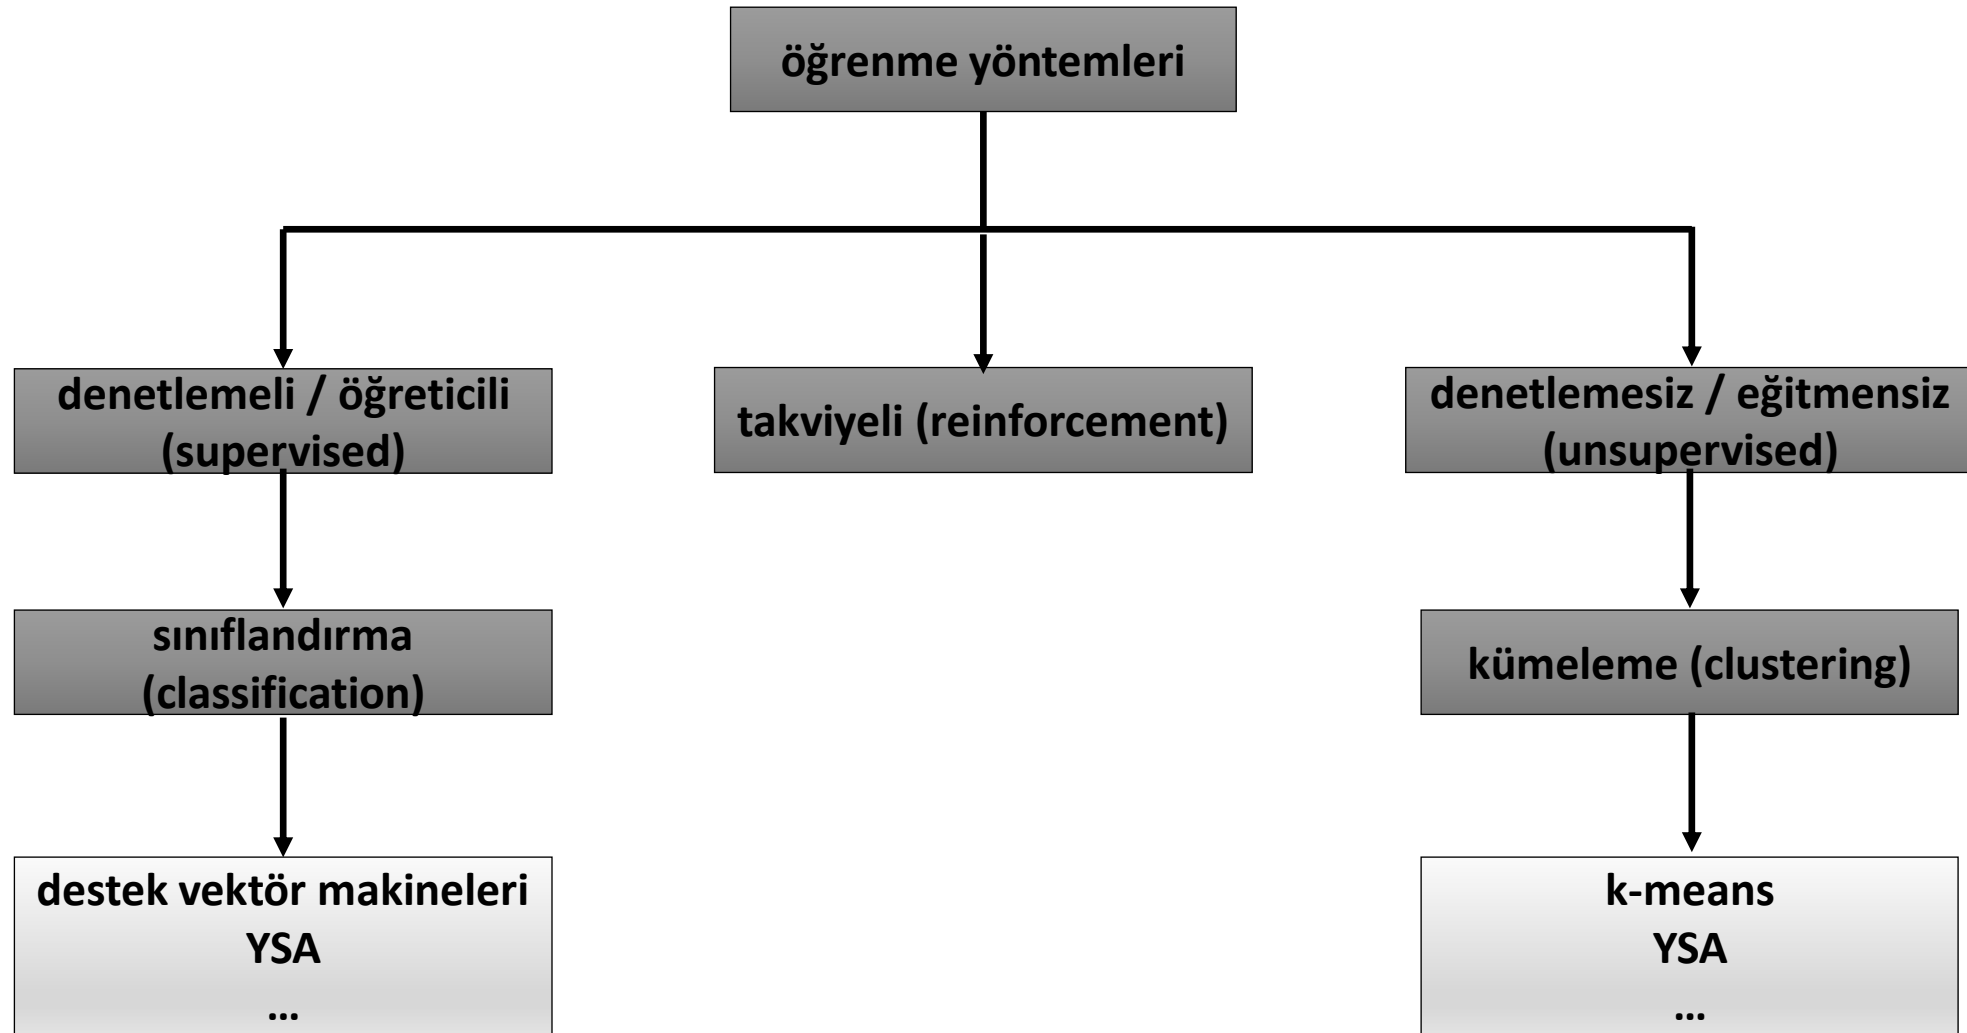 öğrenme yöntemleri
denetlemeli / öğreticili
(supervised)
takviyeli (reinforcement)
denetlemesiz / eğitmensiz
(unsupervised)
sınıflandırma
(classification)
kümeleme (clustering)
destek vektör makineleri
YSA
...
k-means
YSA
...